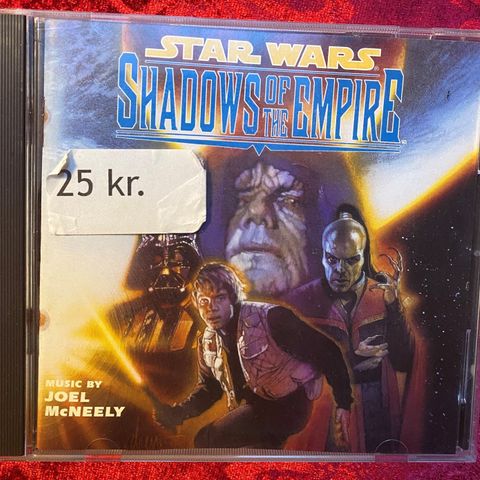 STAR WARS
SHADOWS OF THE EMPIRE
25 kr.
MUSIC BY
JOEL
McNEELY